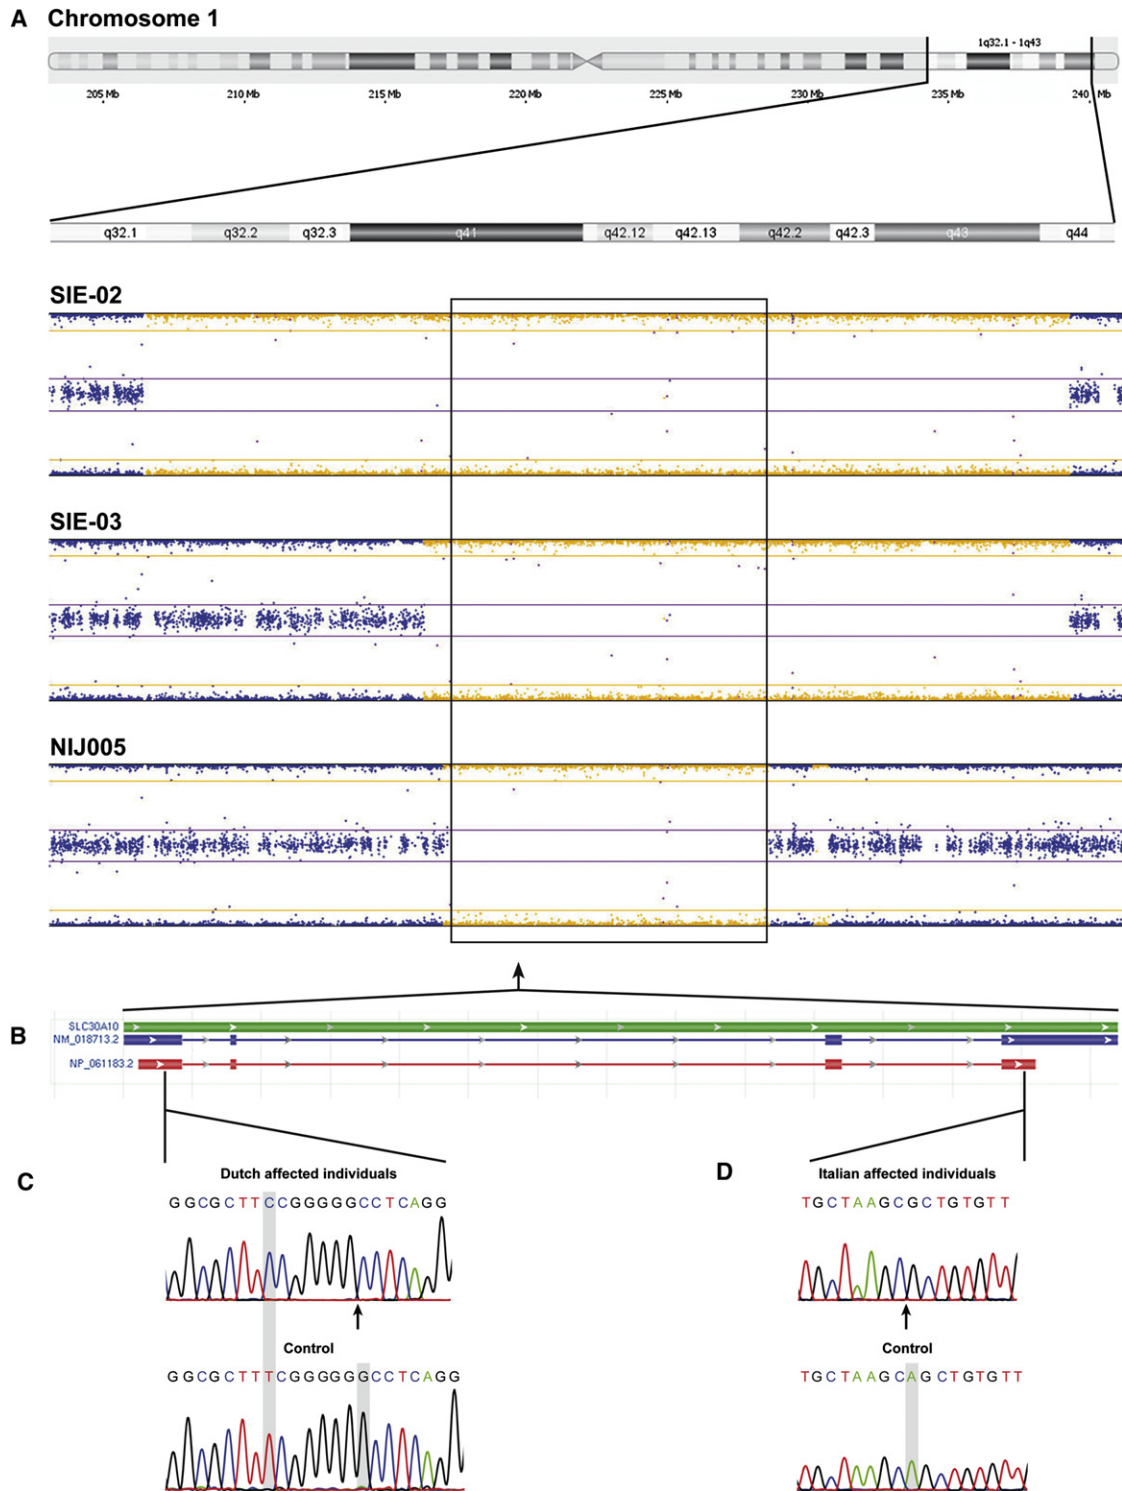 A Chromosome 1
1q32.1 - 1q43
205 Mb 210 Mb 215 Mb 220 Mb 225 Mb 230 Mb 235 Mb 240 Mb
q32.1 q32.2 q32.3 q41 q42.12 q42.13 q42.2 q42.3 q43 q44
SIE-02
SIE-03
NIJ005
B
SLC30A10
NM_018713.2
NP_061183.2
C
Dutch affected individuals
GGCGCTTCCGGGGGCCTCAGG
Control
GGCGCTTTCGGGGGGCCTCAGG
D
Italian affected individuals
TGCTAAGCGCTGTGTT
Control
TGCTAAGCAGCTGTGTT